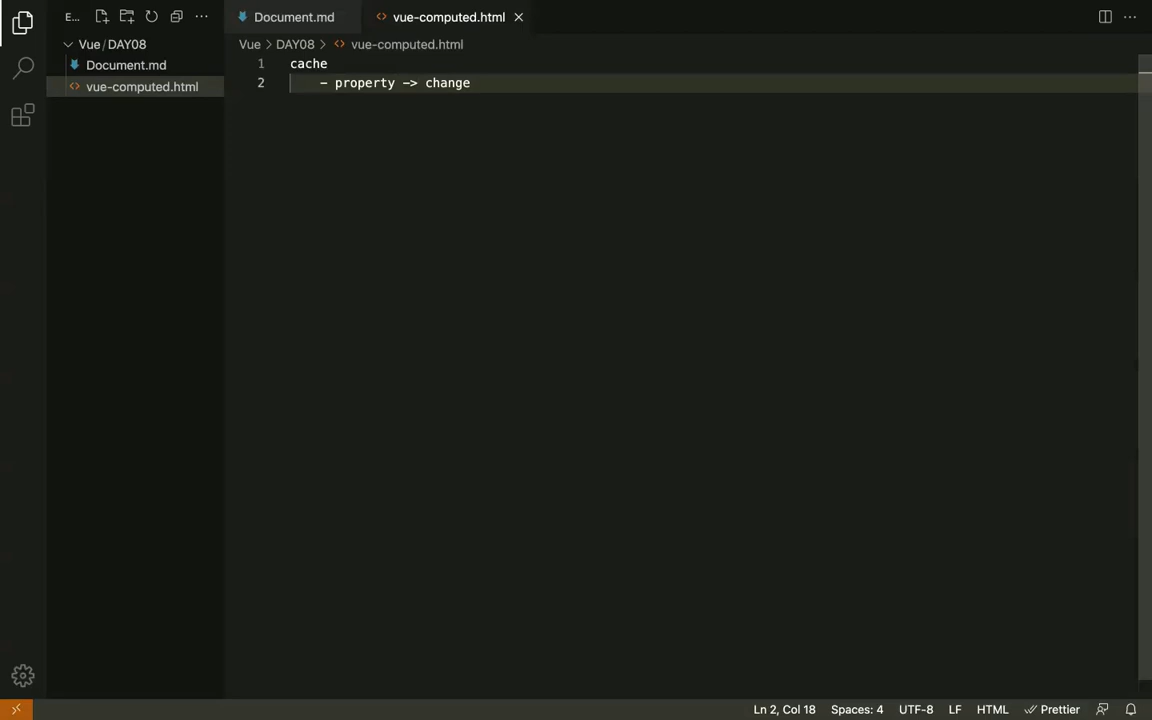 E...
Document.md
vue-computed.html
Vue / DAY08
Vue > DAY08 > vue-computed.html
Document.md
vue-computed.html
1 cache
2 - property -> change
Ln 2, Col 18
Spaces: 4
UTF-8
LF
HTML
Prettier